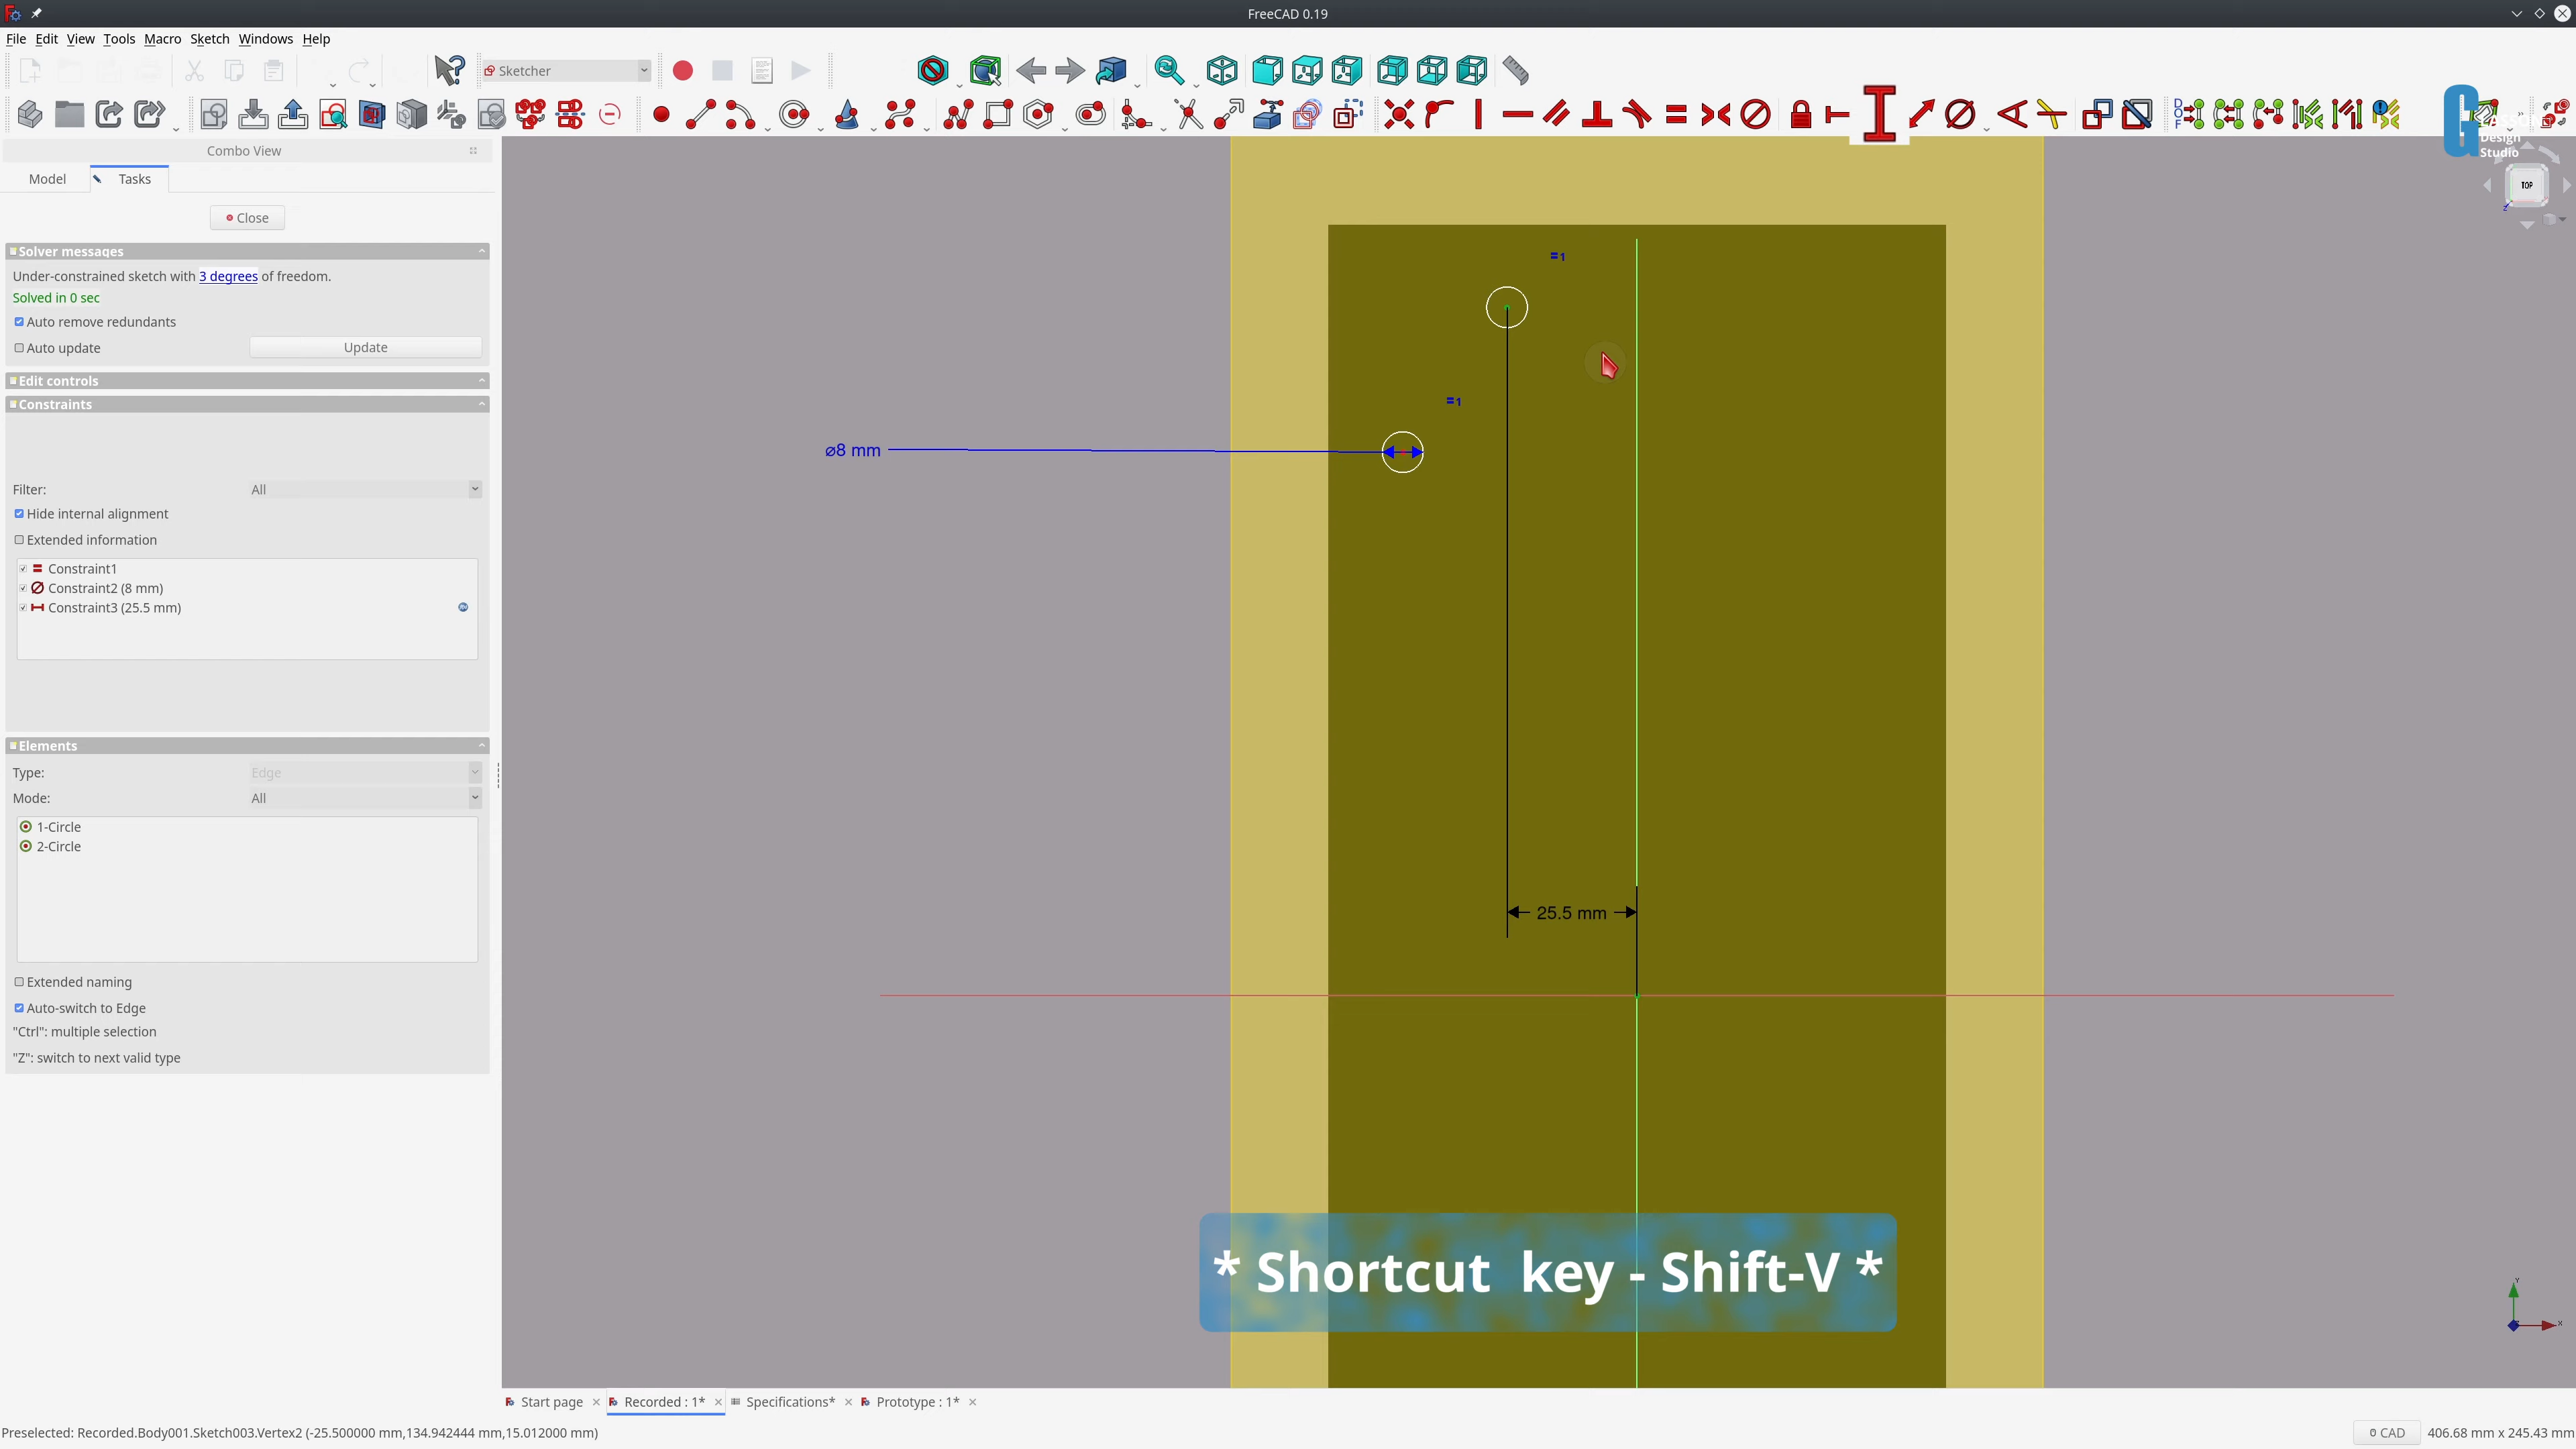 FreeCAD 0.19
File Edit View Tools Macro Sketch Windows Help
Sketcher
Combo View
Model
Tasks
Close
Solver messages
Under-constrained sketch with 3 degrees of freedom.
Solved in 0 sec
Auto remove redundants
Auto update
Update
Edit controls
Constraints
Filter:
All
Hide internal alignment
Extended information
Constraint1
Constraint2 (8 mm)
Constraint3 (25.5 mm)
Elements
Type:
Edge
Mode:
All
1-Circle
2-Circle
Extended naming
Auto-switch to Edge
"Ctrl": multiple selection
"Z": switch to next valid type
Design
Studio
TOP
=1
=1
⌀8 mm
25.5 mm
* Shortcut key - Shift-V *
Y
X
Start page
Recorded : 1*
Specifications*
Prototype : 1*
Preselected: Recorded.Body001.Sketch003.Vertex2 (-25.500000 mm,134.942444 mm,15.012000 mm)
CAD
406.68 mm x 245.43 mm